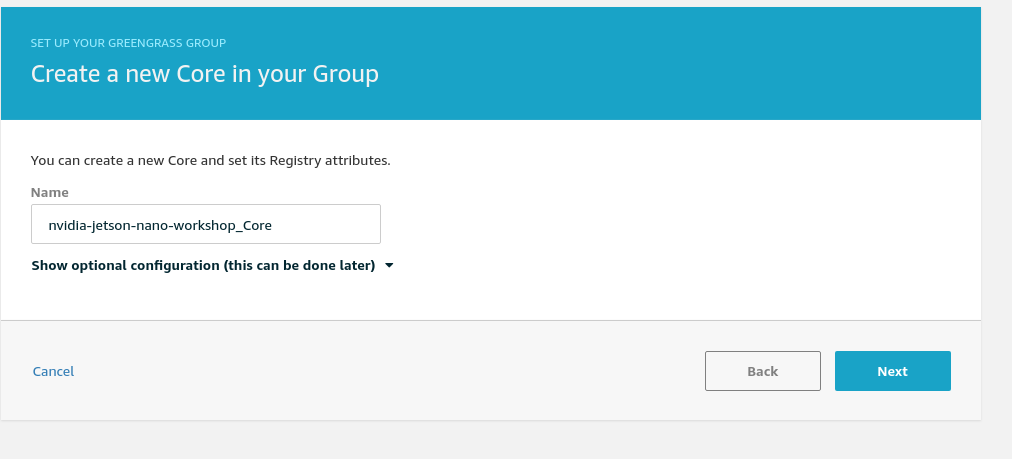 SET UP YOUR GREENGRASS GROUP
Create a new Core in your Group
You can create a new Core and set its Registry attributes.
Name
nvidia-jetson-nano-workshop_Core
Show optional configuration (this can be done later)
Cancel
Back
Next